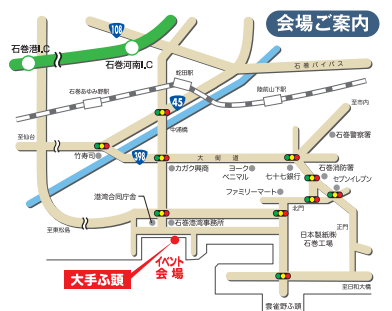 会場ご案内
108
石巻港I.C
石巻河南I.C
蛇田駅
石巻バイパス
石巻あゆみ野駅
陸前山下駅
45
至市内
中浦橋
石巻警察署
至仙台
竹寿司
398
大街道
カガク興商
ヨーク
ベニマル
七十七銀行
石巻消防署
セブンイレブン
ファミリーマート
港湾合同庁舎
石巻港湾事務所
北門
正門
至東松島
イベント
会場
日本製紙㈱
石巻工場
大手ふ頭
至日和大橋
雲雀野ふ頭